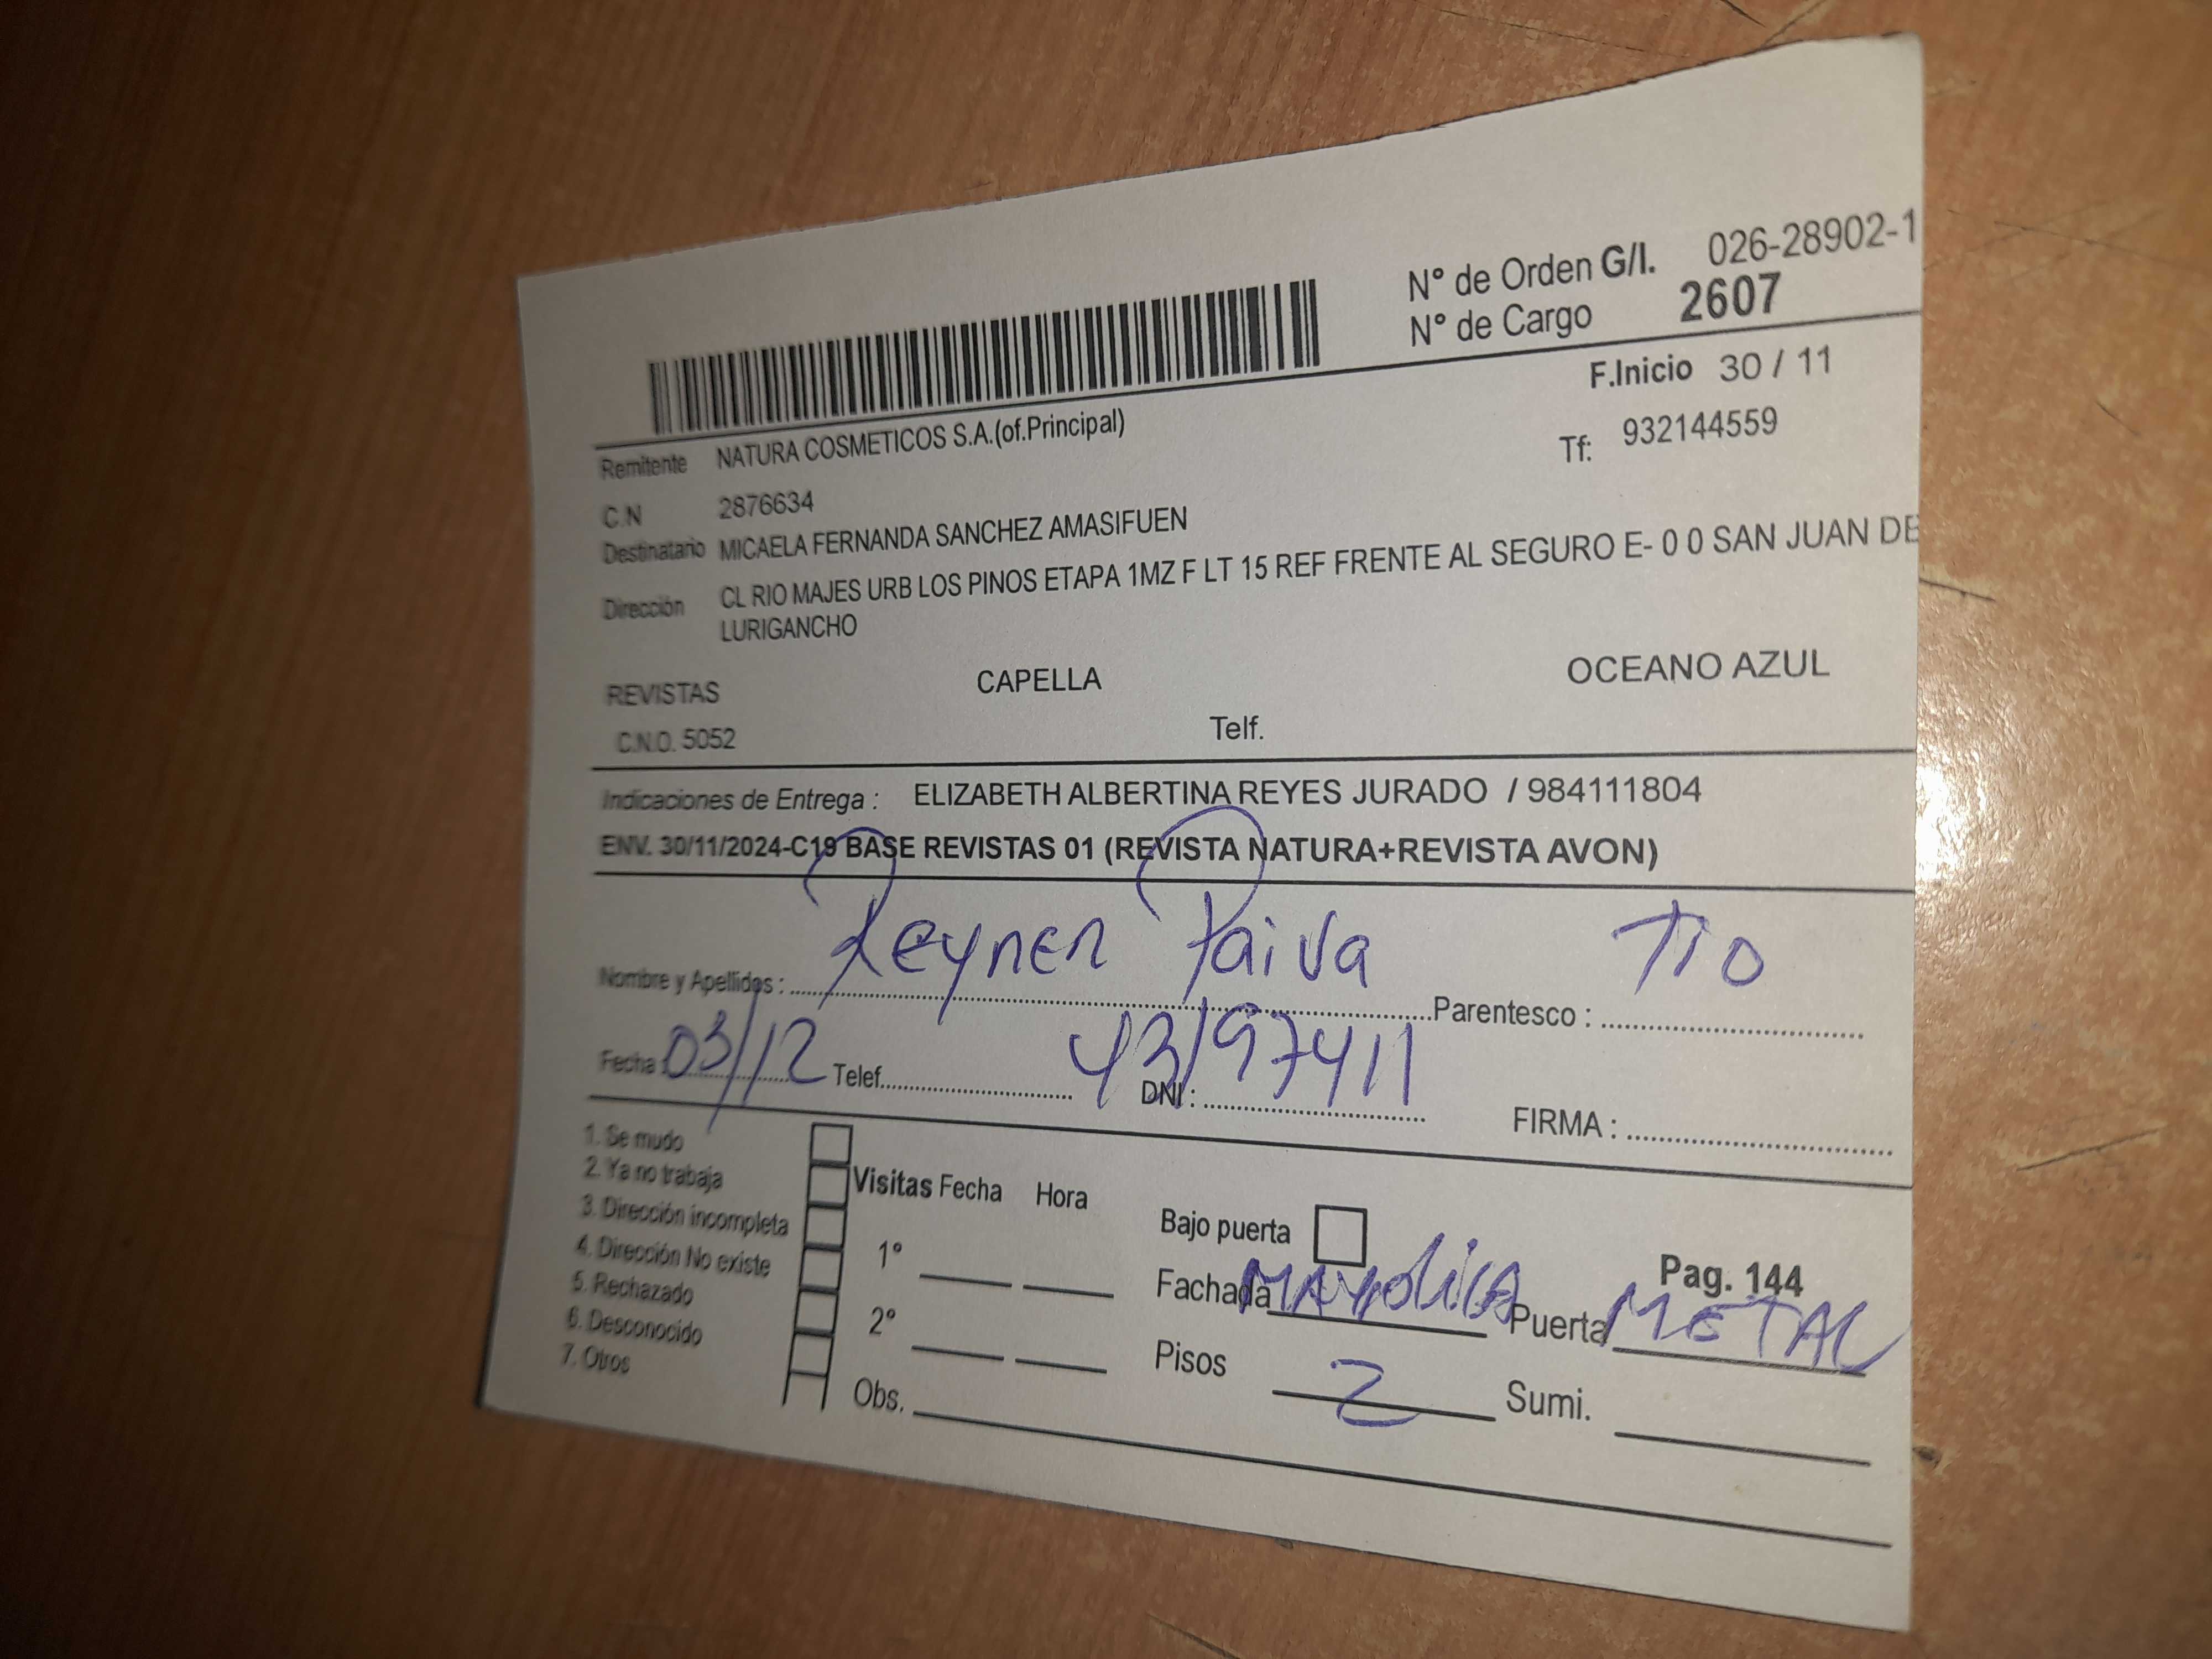 N° de Orden G/I. 026-28902-1
N° de Cargo 2607
F.Inicio 30 / 11
Remitente NATURA COSMETICOS S.A.(of.Principal)
Tf: 932144559
C.N 2876634
Destinatario MICAELA FERNANDA SANCHEZ AMASIFUEN
Dirección CL RIO MAJES URB LOS PINOS ETAPA 1MZ F LT 15 REF FRENTE AL SEGURO E- 0 0 SAN JUAN DE
LURIGANCHO
REVISTAS CAPELLA OCEANO AZUL
C.N.O. 5052 Telf.
Indicaciones de Entrega : ELIZABETH ALBERTINA REYES JURADO / 984111804
ENV. 30/11/2024-C19 BASE REVISTAS 01 (REVISTA NATURA+REVISTA AVON)
Nombre y Apellidos : Reyner Paiva Parentesco : TIO
Fecha : 03/12 Telef. DNI : 43197411 FIRMA :
1. Se mudo
2. Ya no trabaja
3. Dirección incompleta
4. Dirección No existe
5. Rechazado
6. Desconocido
7. Otros
Visitas Fecha Hora
1°
2°
Obs.
Bajo puerta
Pag. 144
Fachada MAYOLICA Puerta METAL
Pisos 2 Sumi.